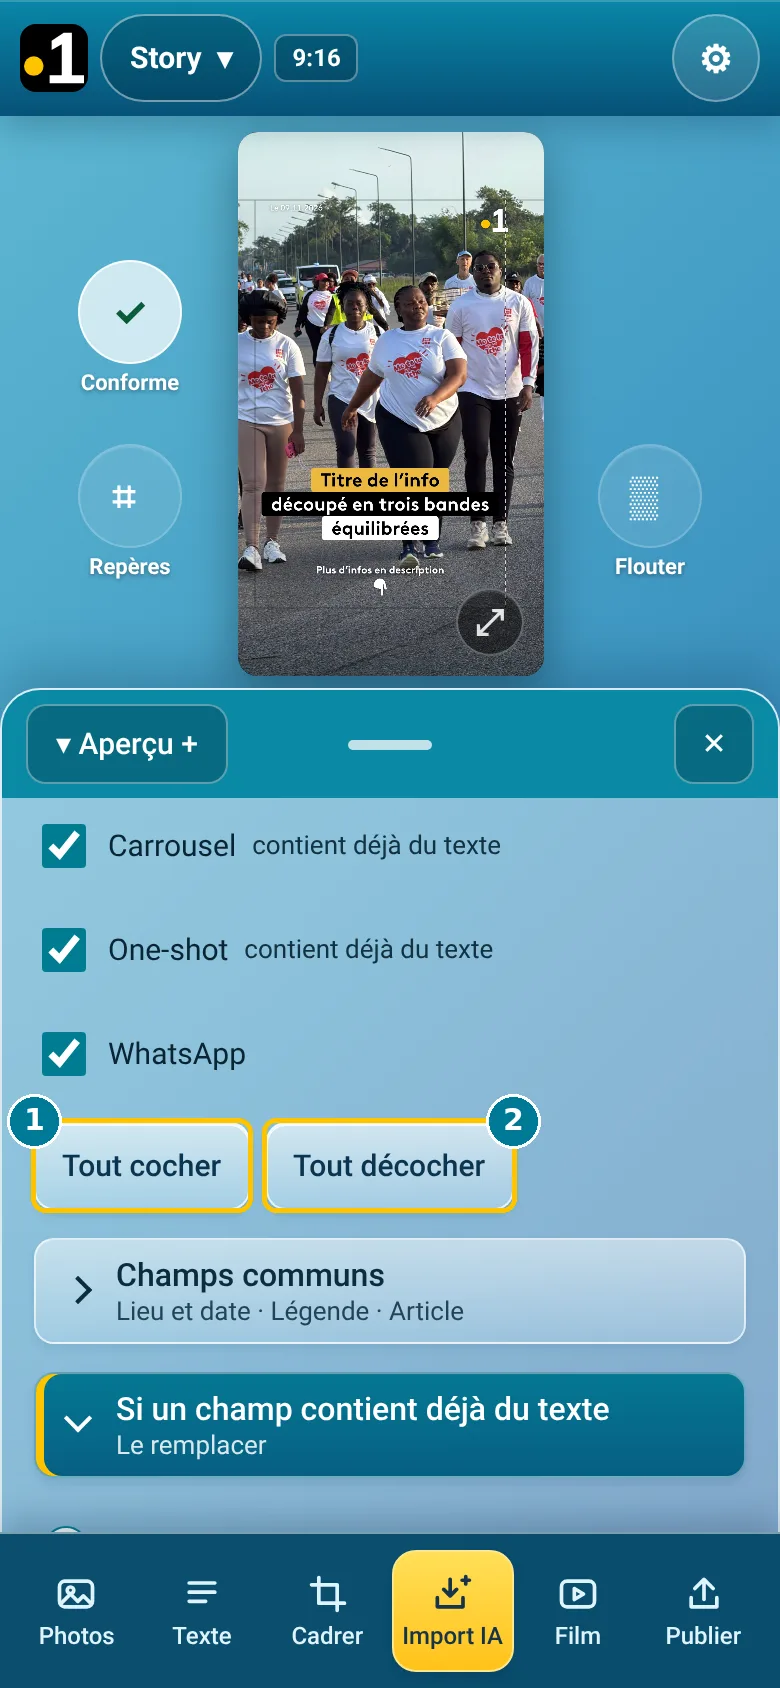 1
Story ▼
9:16
1
Conforme
Repères
Flouter
Titre de l'info
découpé en trois bandes
équilibrées
Plus d'infos en description
▾ Aperçu +
Carrousel contient déjà du texte
One-shot contient déjà du texte
WhatsApp
1
2
Tout cocher
Tout décocher
Champs communs
Lieu et date · Légende · Article
Si un champ contient déjà du texte
Le remplacer
Photos
Texte
Cadrer
Import IA
Film
Publier